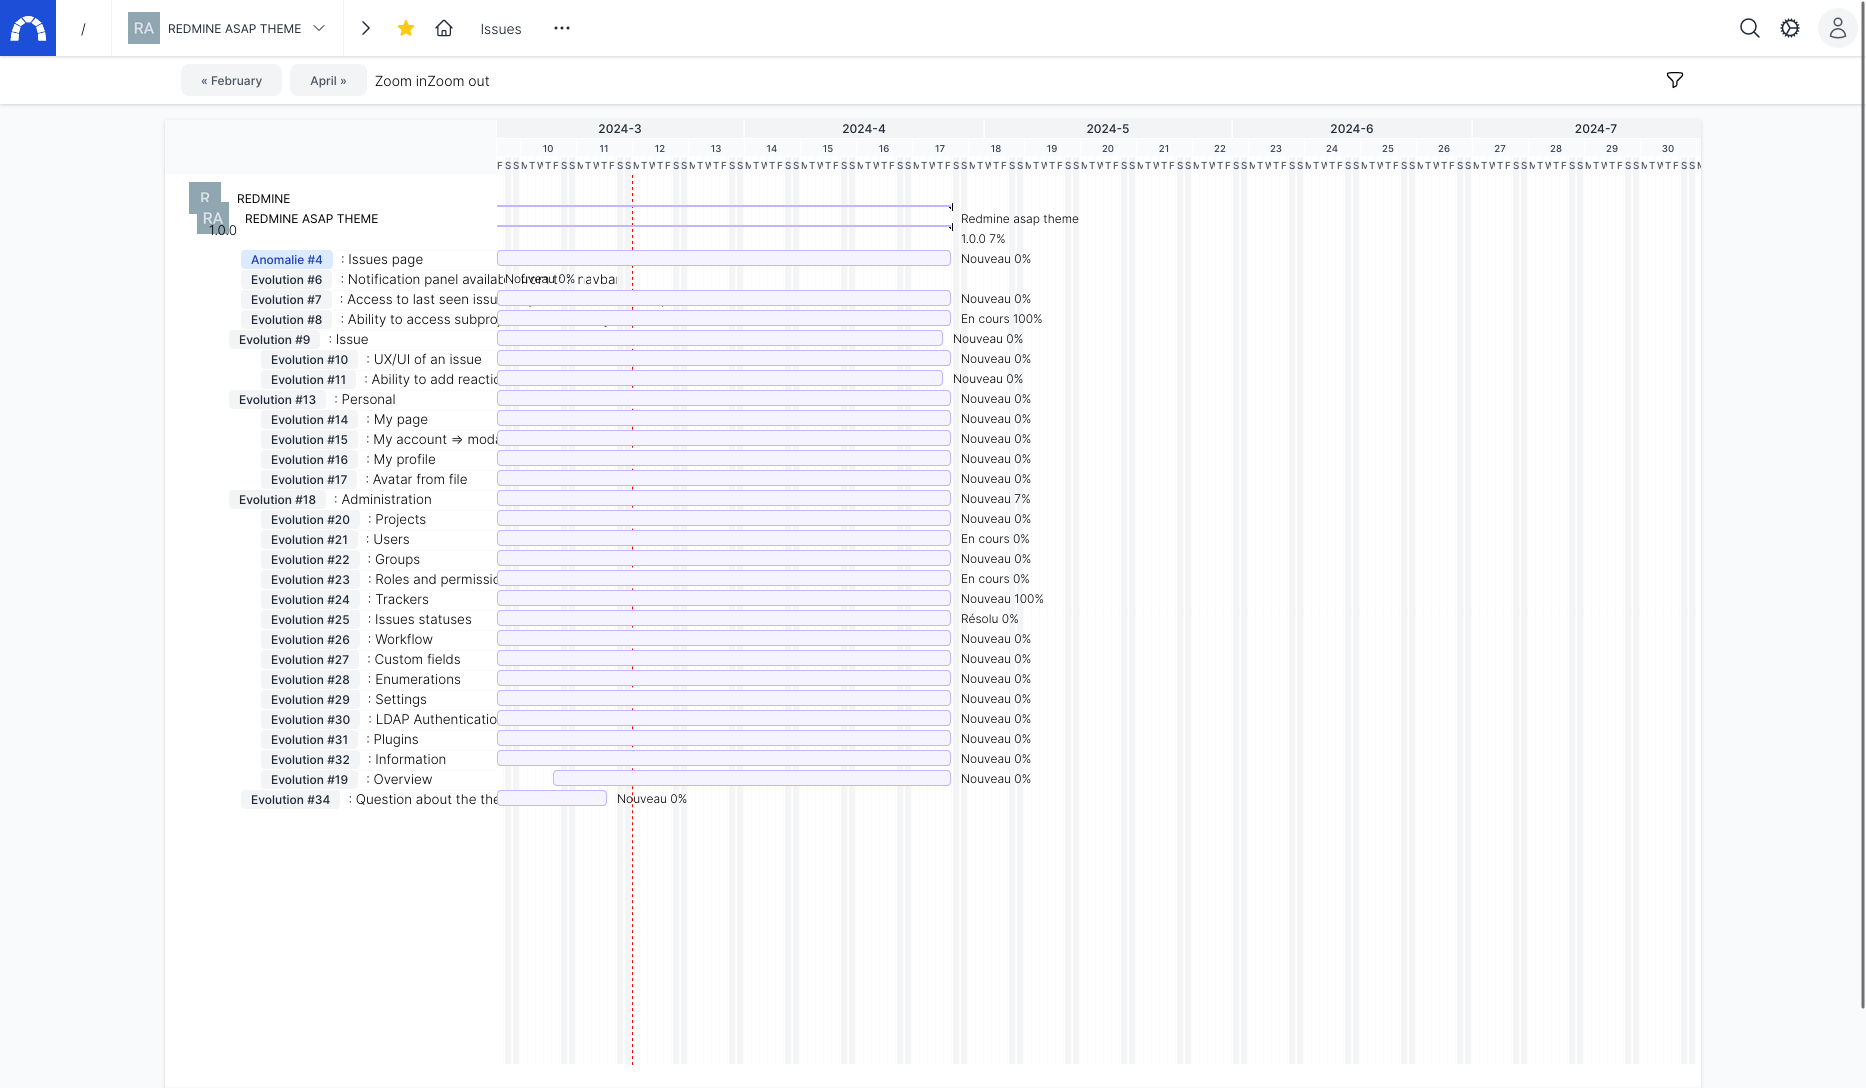 / RA REDMINE ASAP THEME Issues ...
« February April » Zoom inZoom out
2024-3 2024-4 2024-5 2024-6 2024-7
10 11 12 13 14 15 16 17 18 19 20 21 22 23 24 25 26 27 28 29 30
F S S M T W T F S S M T W T F S S M T W T F S S M T W T F S S M T W T F S S M T W T F S S M T W T F S S M T W T F S S M T W T F S S M T W T F S S M T W T F S S M T W T F S S M T W T F S S M T W T F S S M T W T F S S M T W T F S S M T W T F S S M T W T F S S M T W T F S S M T W T F S S M T W T F S S M T W T F S S M
R REDMINE
RA REDMINE ASAP THEME Redmine asap theme
1.0.0 1.0.0 7%
Anomalie #4 : Issues page Nouveau 0%
Evolution #6 : Notification panel availab from navbar Nouveau 0%
Evolution #7 : Access to last seen issu Nouveau 0%
Evolution #8 : Ability to access subproj En cours 100%
Evolution #9 : Issue Nouveau 0%
Evolution #10 : UX/UI of an issue Nouveau 0%
Evolution #11 : Ability to add reactio Nouveau 0%
Evolution #13 : Personal Nouveau 0%
Evolution #14 : My page Nouveau 0%
Evolution #15 : My account => moda Nouveau 0%
Evolution #16 : My profile Nouveau 0%
Evolution #17 : Avatar from file Nouveau 0%
Evolution #18 : Administration Nouveau 7%
Evolution #20 : Projects Nouveau 0%
Evolution #21 : Users En cours 0%
Evolution #22 : Groups Nouveau 0%
Evolution #23 : Roles and permissio En cours 0%
Evolution #24 : Trackers Nouveau 100%
Evolution #25 : Issues statuses Résolu 0%
Evolution #26 : Workflow Nouveau 0%
Evolution #27 : Custom fields Nouveau 0%
Evolution #28 : Enumerations Nouveau 0%
Evolution #29 : Settings Nouveau 0%
Evolution #30 : LDAP Authenticatio Nouveau 0%
Evolution #31 : Plugins Nouveau 0%
Evolution #32 : Information Nouveau 0%
Evolution #19 : Overview Nouveau 0%
Evolution #34 : Question about the the Nouveau 0%